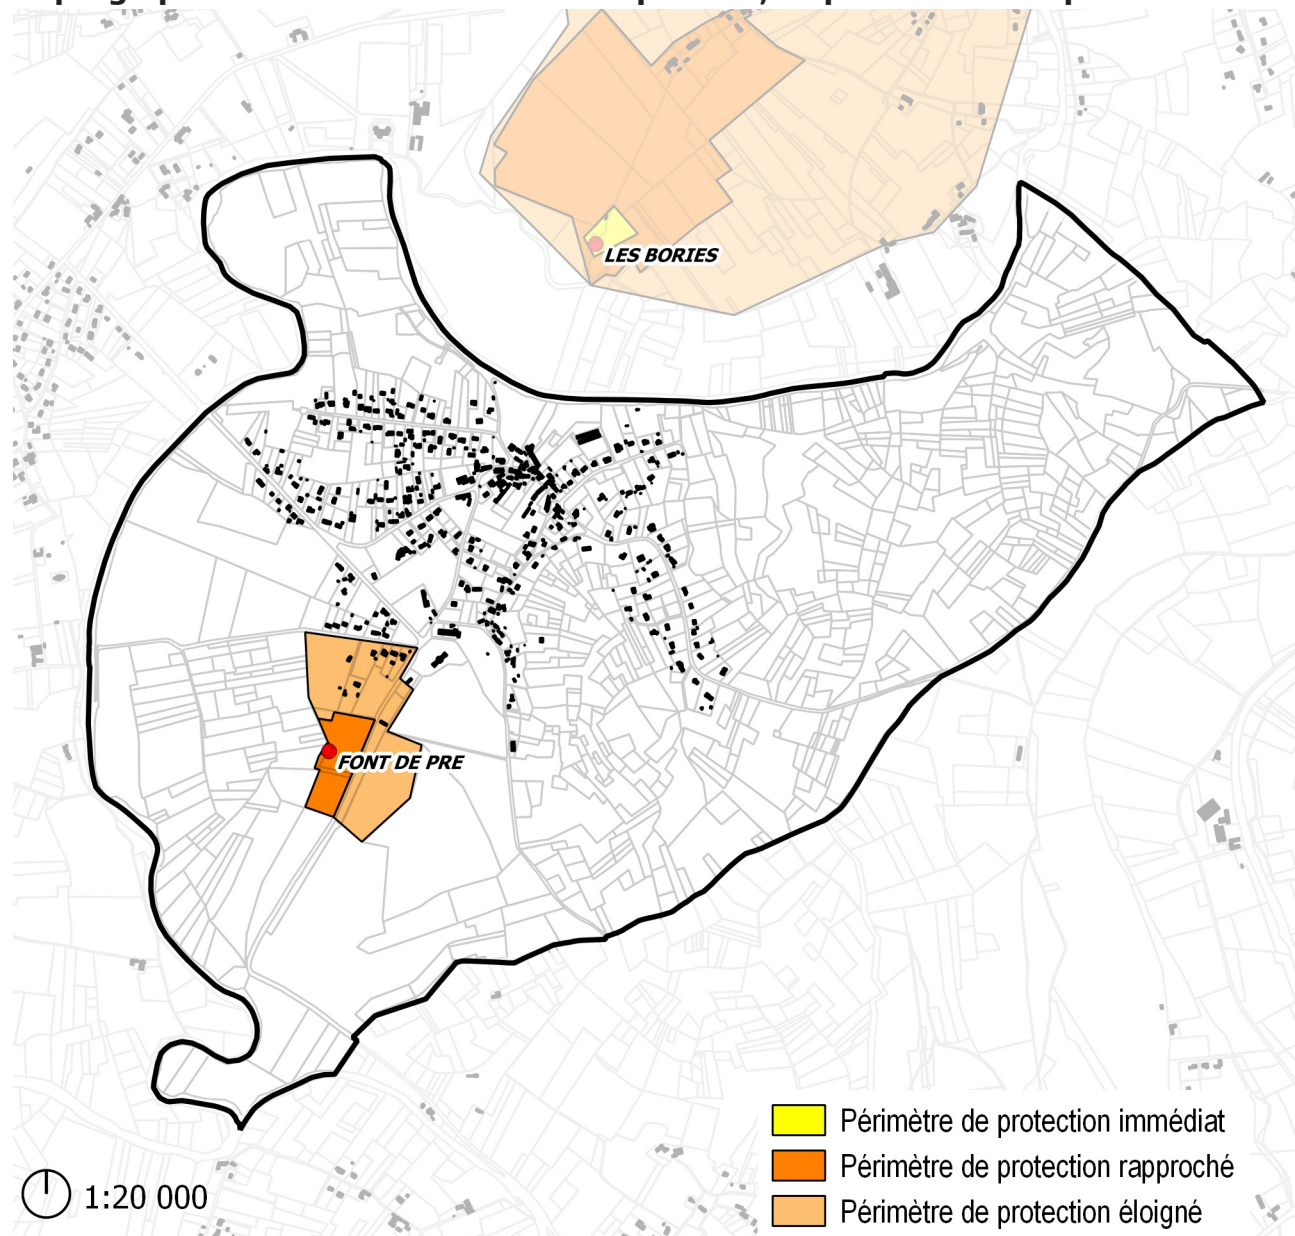 LES BORIES
FONT DE PRE
Périmètre de protection immédiat
Périmètre de protection rapproché
Périmètre de protection éloigné
1:20 000